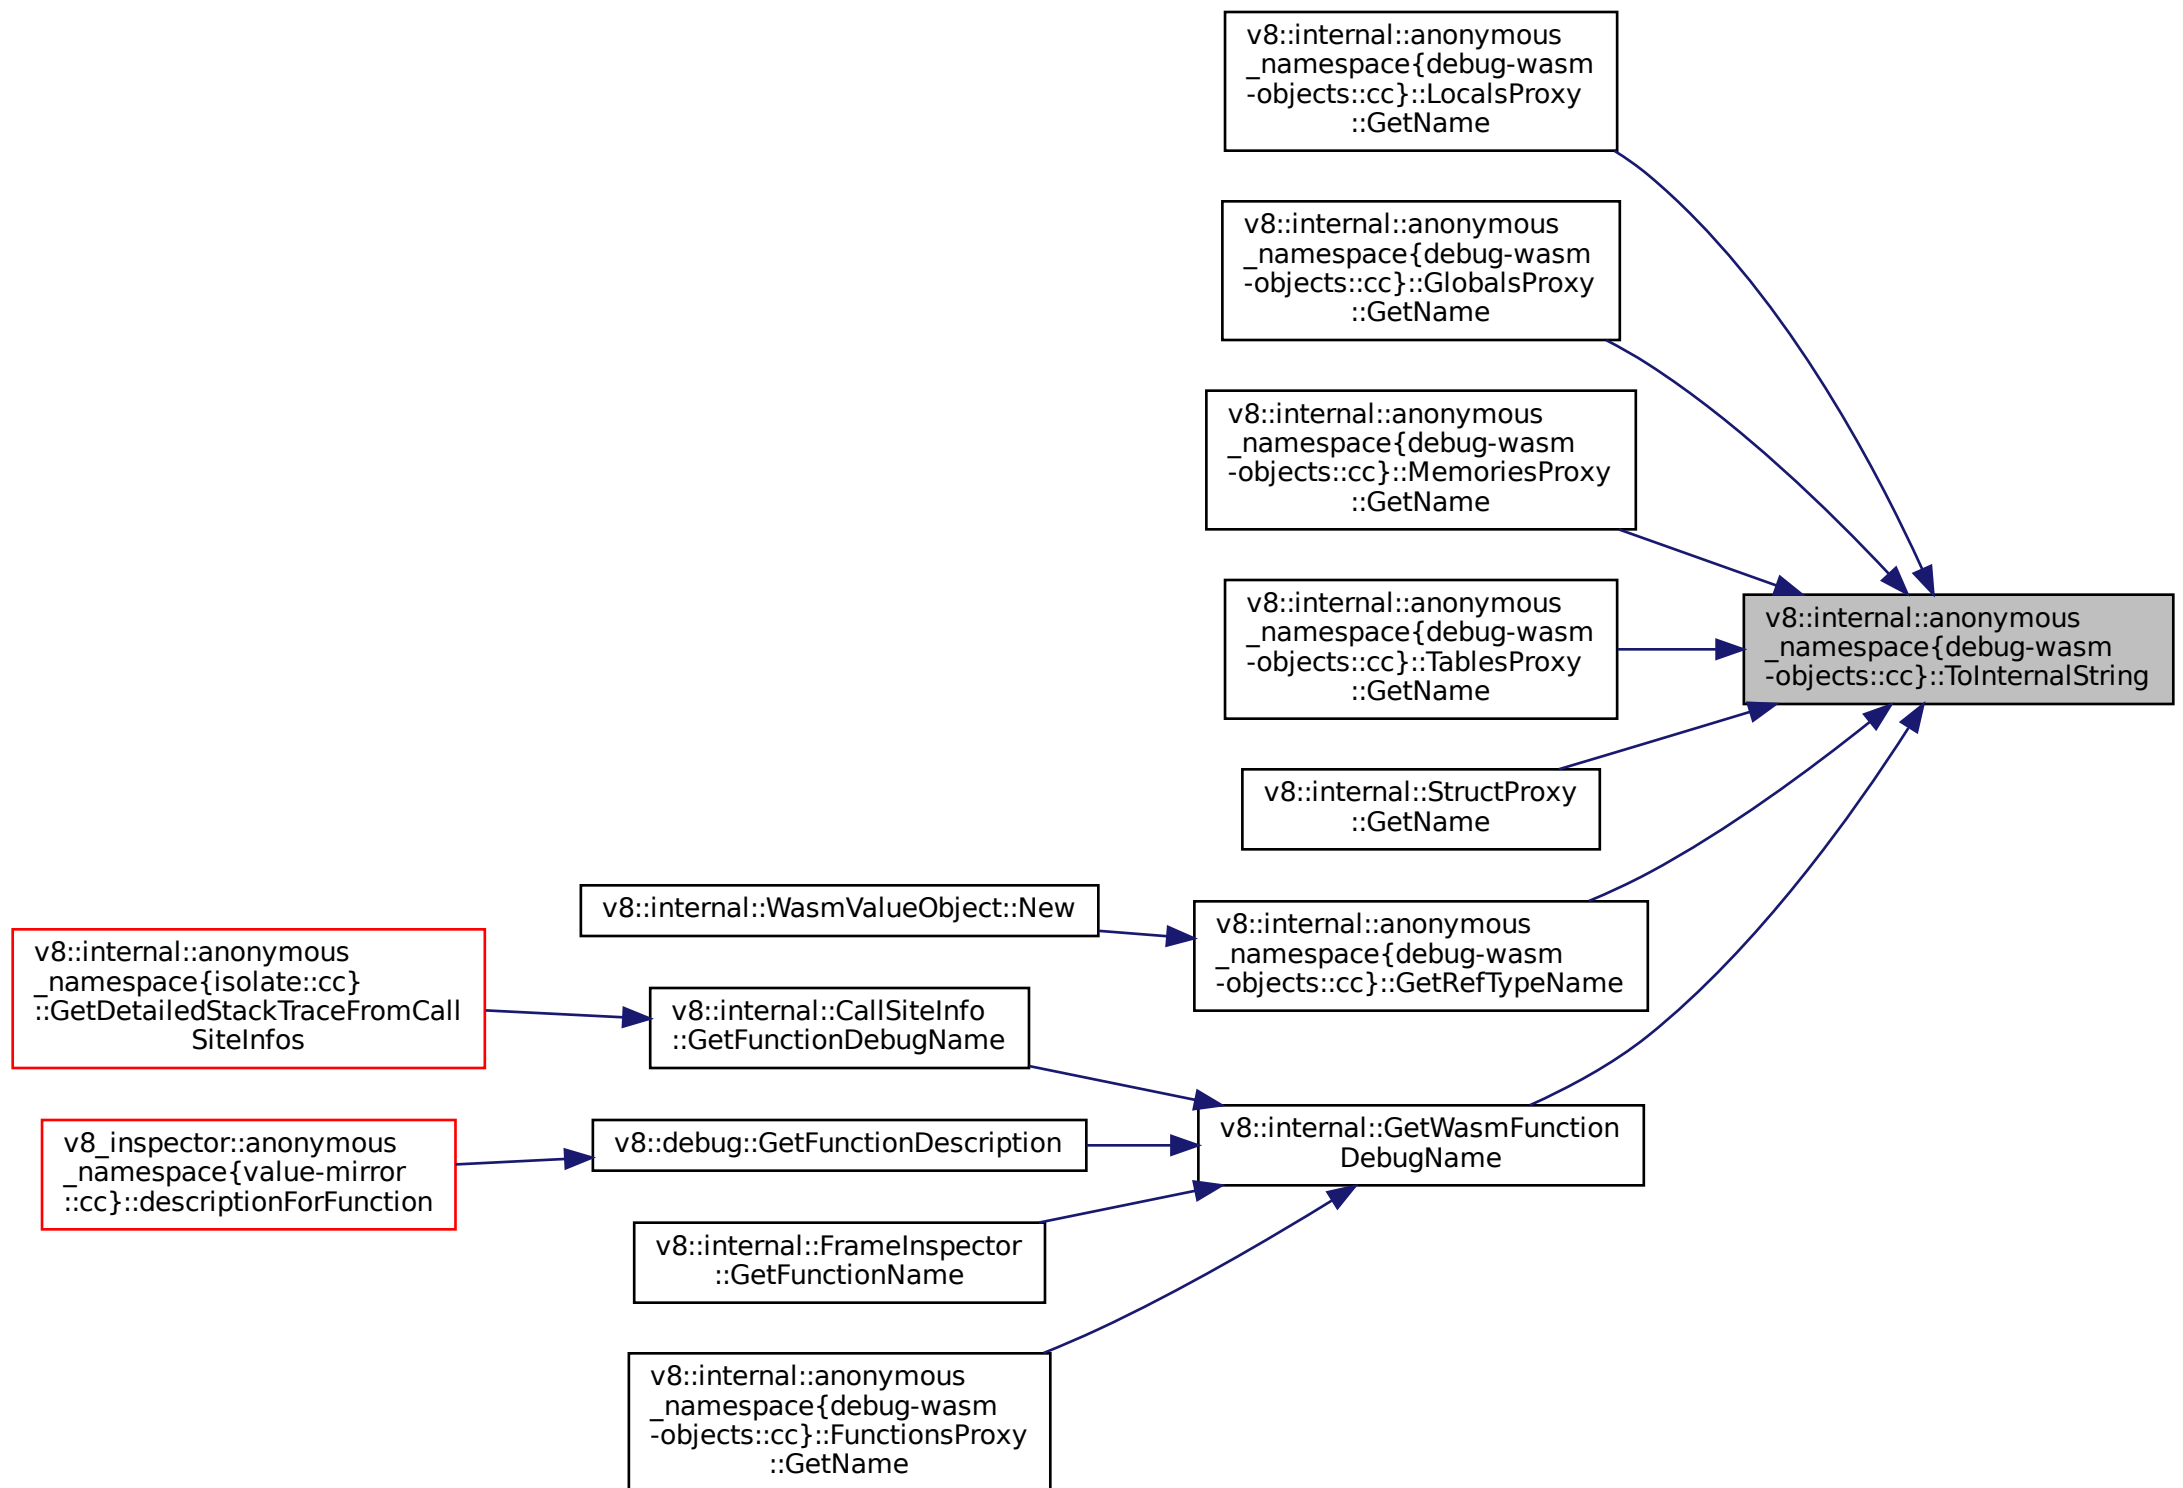 v8::internal::anonymous
_namespace{debug-wasm
-objects::cc}::LocalsProxy
::GetName
v8::internal::anonymous
_namespace{debug-wasm
-objects::cc}::GlobalsProxy
::GetName
v8::internal::anonymous
_namespace{debug-wasm
-objects::cc}::MemoriesProxy
::GetName
v8::internal::anonymous
_namespace{debug-wasm
-objects::cc}::TablesProxy
::GetName
v8::internal::anonymous
_namespace{debug-wasm
-objects::cc}::ToInternalString
v8::internal::StructProxy
::GetName
v8::internal::WasmValueObject::New
v8::internal::anonymous
_namespace{debug-wasm
-objects::cc}::GetRefTypeName
v8::internal::anonymous
_namespace{isolate::cc}
::GetDetailedStackTraceFromCall
SiteInfos
v8::internal::CallSiteInfo
::GetFunctionDebugName
v8::internal::GetWasmFunction
DebugName
v8_inspector::anonymous
_namespace{value-mirror
::cc}::descriptionForFunction
v8::debug::GetFunctionDescription
v8::internal::FrameInspector
::GetFunctionName
v8::internal::anonymous
_namespace{debug-wasm
-objects::cc}::FunctionsProxy
::GetName